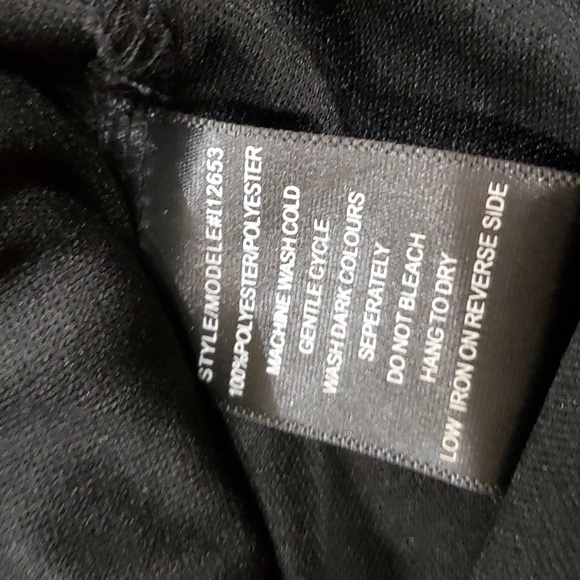 STYLE/MODELE#I12653
100%POLYESTER/POLYESTER
MACHINE WASH COLD
GENTLE CYCLE
WASH DARK COLOURS
SEPERATELY
DO NOT BLEACH
HANG TO DRY
LOW IRON ON REVERSE SIDE